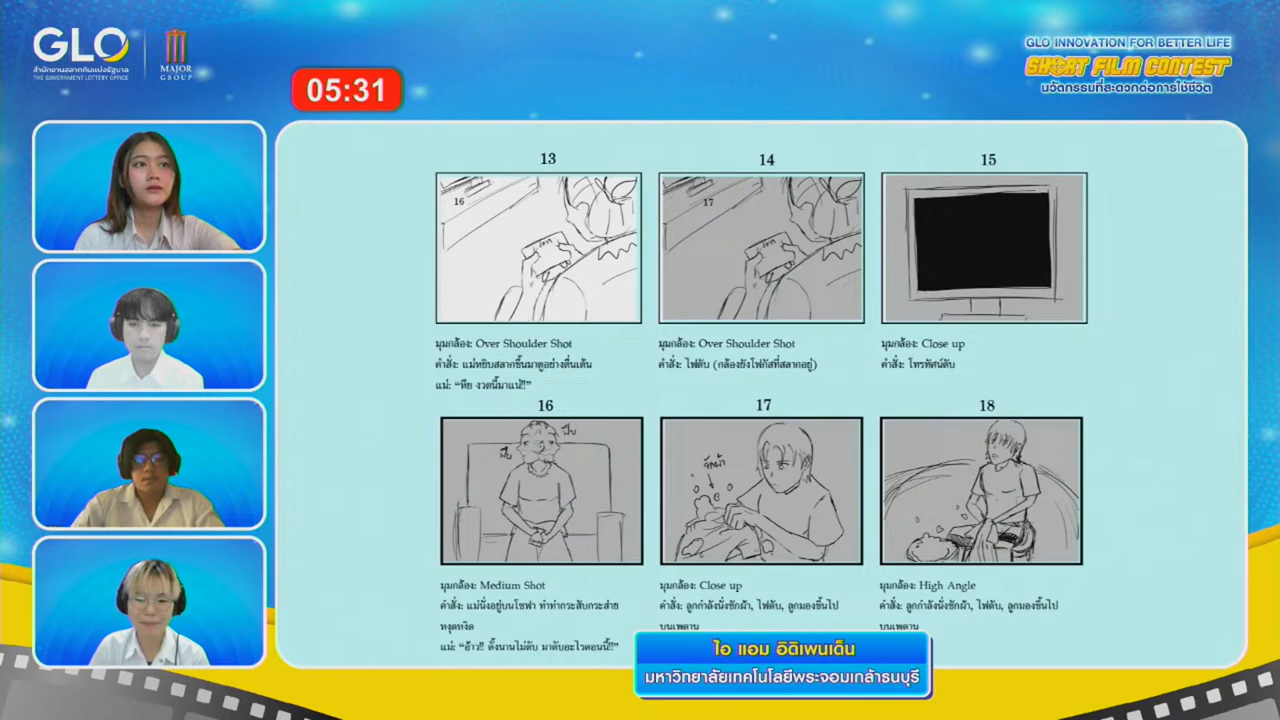 GLO
สำนักงานสลากกินแบ่งรัฐบาล
THE GOVERNMENT LOTTERY OFFICE
MAJOR
GROUP
GLO INNOVATION FOR BETTER LIFE
SHORT FILM CONTEST
นวัตกรรมที่สะดวกต่อการใช้ชีวิต
05:31
13
14
15
16
17
มุมกล้อง: Over Shoulder Shot
คำสั่ง: แม่หยิบสลากขึ้นมาดูอย่างตื่นเต้น
แม่: “หืย งวดนี้มาแน่!!”
มุมกล้อง: Over Shoulder Shot
คำสั่ง: ไฟดับ (กล้องยังโฟกัสที่สลากอยู่)
มุมกล้อง: Close up
คำสั่ง: โทรทัศน์ดับ
16
17
18
ซักผ้า
มุมกล้อง: Medium Shot
คำสั่ง: แม่นั่งอยู่บนโซฟา ทำท่ากระสับกระส่าย
หงุดหงิด
แม่: “อ้าว!! ตั้งนานไม่ดับ มาดับอะไรตอนนี้!!”
มุมกล้อง: Close up
คำสั่ง: ลูกกำลังนั่งซักผ้า, ไฟดับ, ลูกมองขึ้นไป
บนเพดาน
มุมกล้อง: High Angle
คำสั่ง: ลูกกำลังนั่งซักผ้า, ไฟดับ, ลูกมองขึ้นไป
บนเพดาน
ไอ แอม อิดิเพนเด็น
มหาวิทยาลัยเทคโนโลยีพระจอมเกล้าธนบุรี